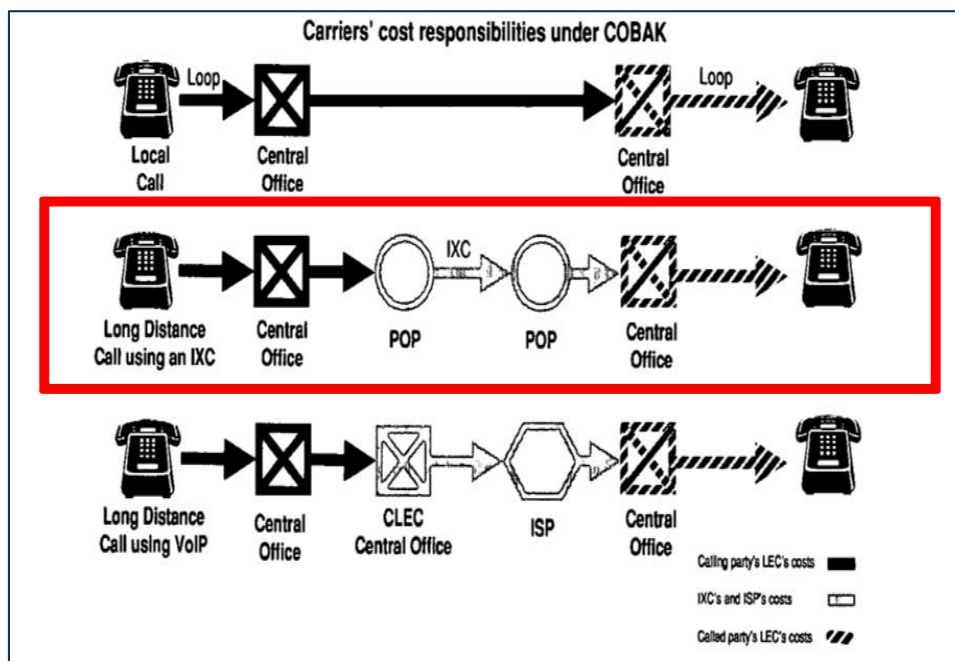 Carriers' cost responsibilities under COBAK
Loop
Loop
Local
Call
Central
Office
Central
Office
IXC
Long Distance
Call using an IXC
Central
Office
POP
POP
Central
Office
Long Distance
Call using VoIP
Central
Office
CLEC
Central Office
ISP
Central
Office
Calling party's LEC's costs
IXC's and ISP's costs
Called party's LEC's costs